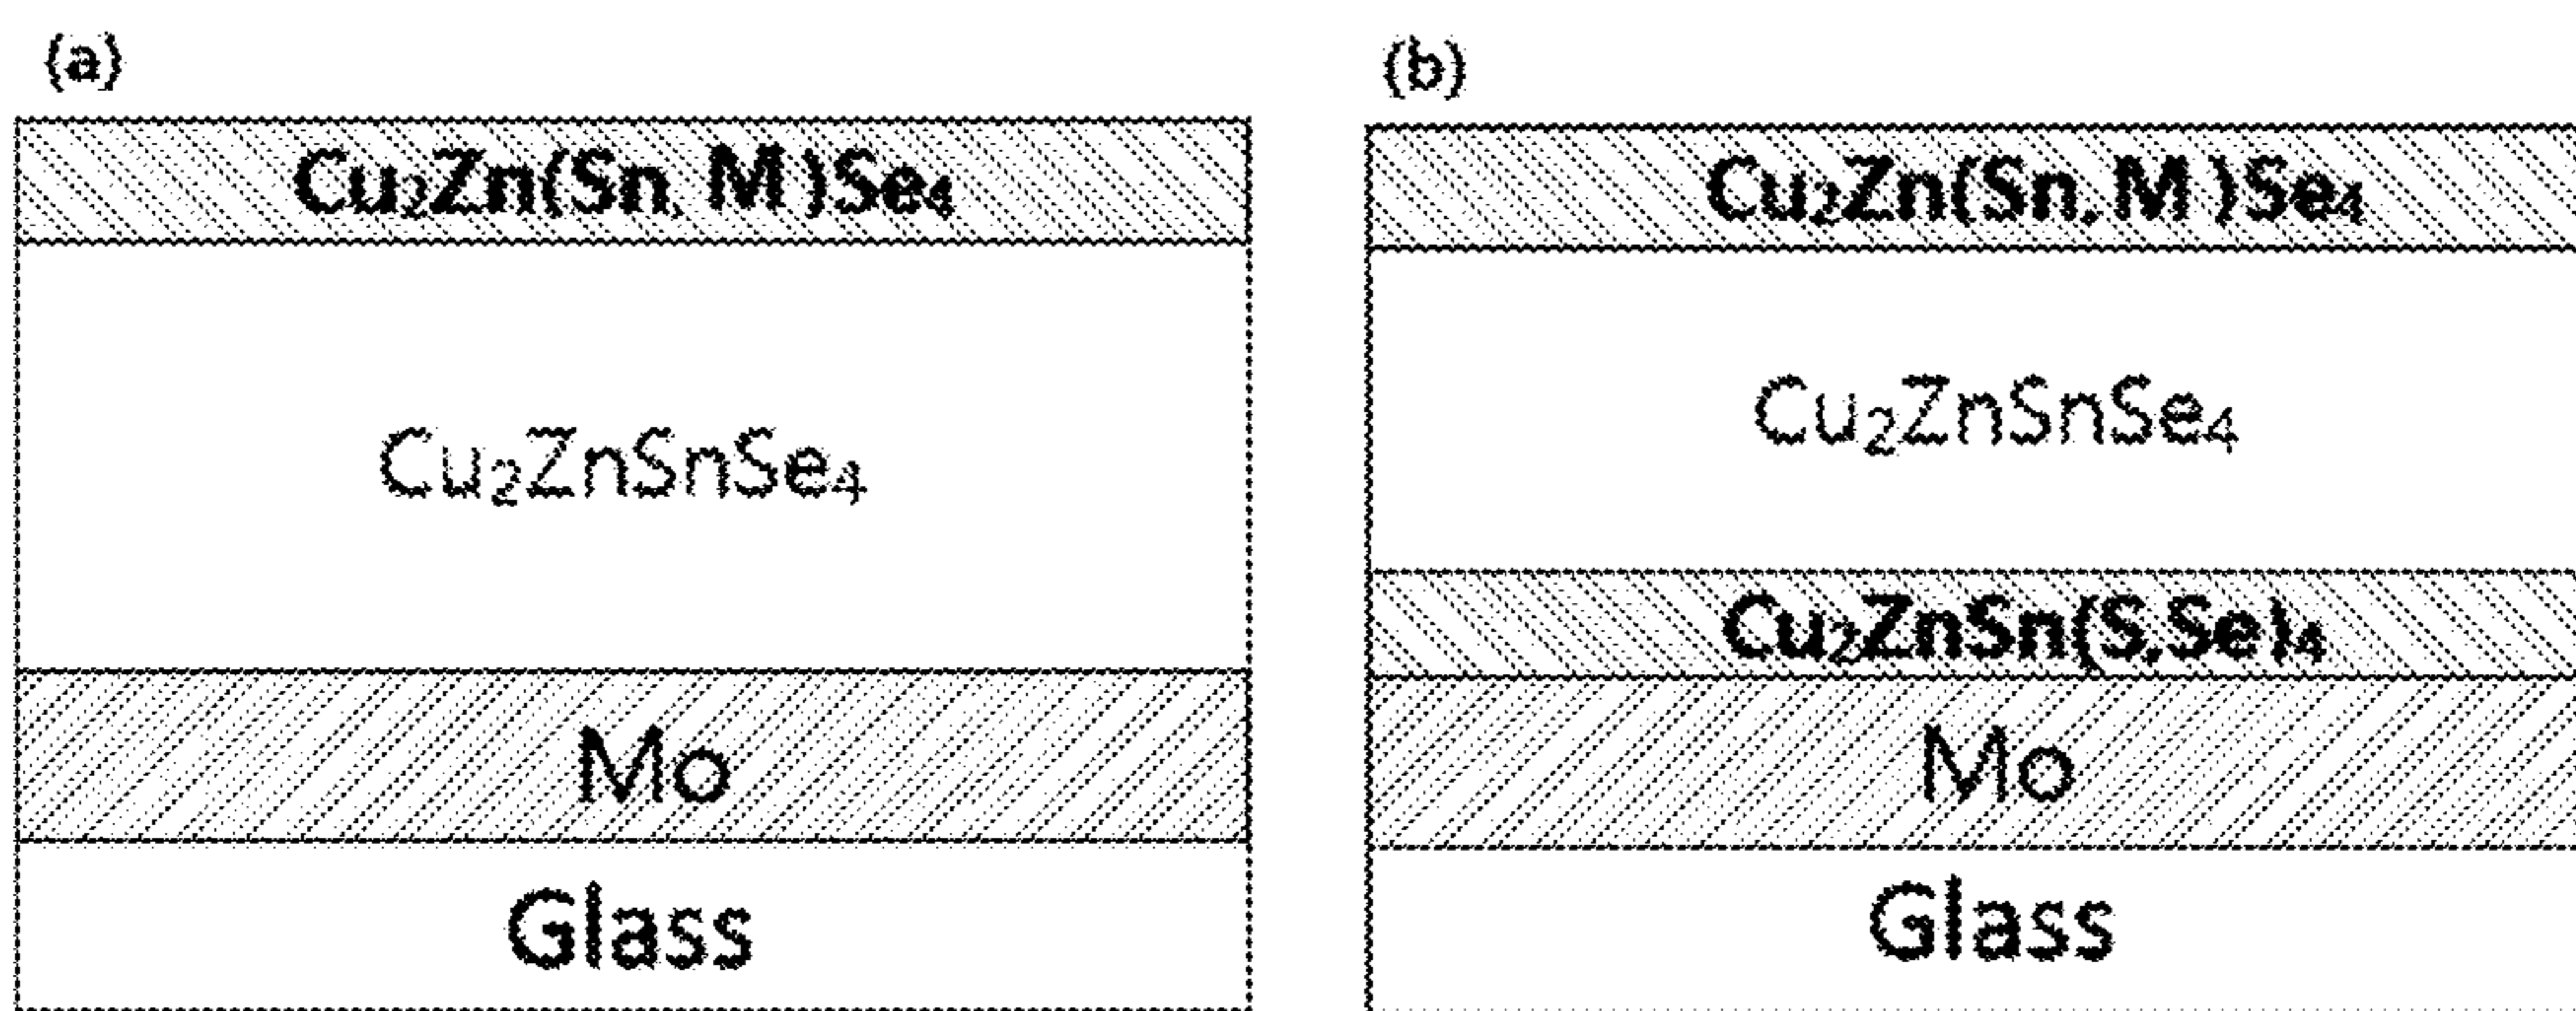 (a)
Cu₂Zn(Sn, M )Se₄
Cu₂ZnSnSe₄
Mo
Glass
(b)
Cu₂Zn(Sn, M )Se₄
Cu₂ZnSnSe₄
Cu₂ZnSn(S,Se)₄
Mo
Glass